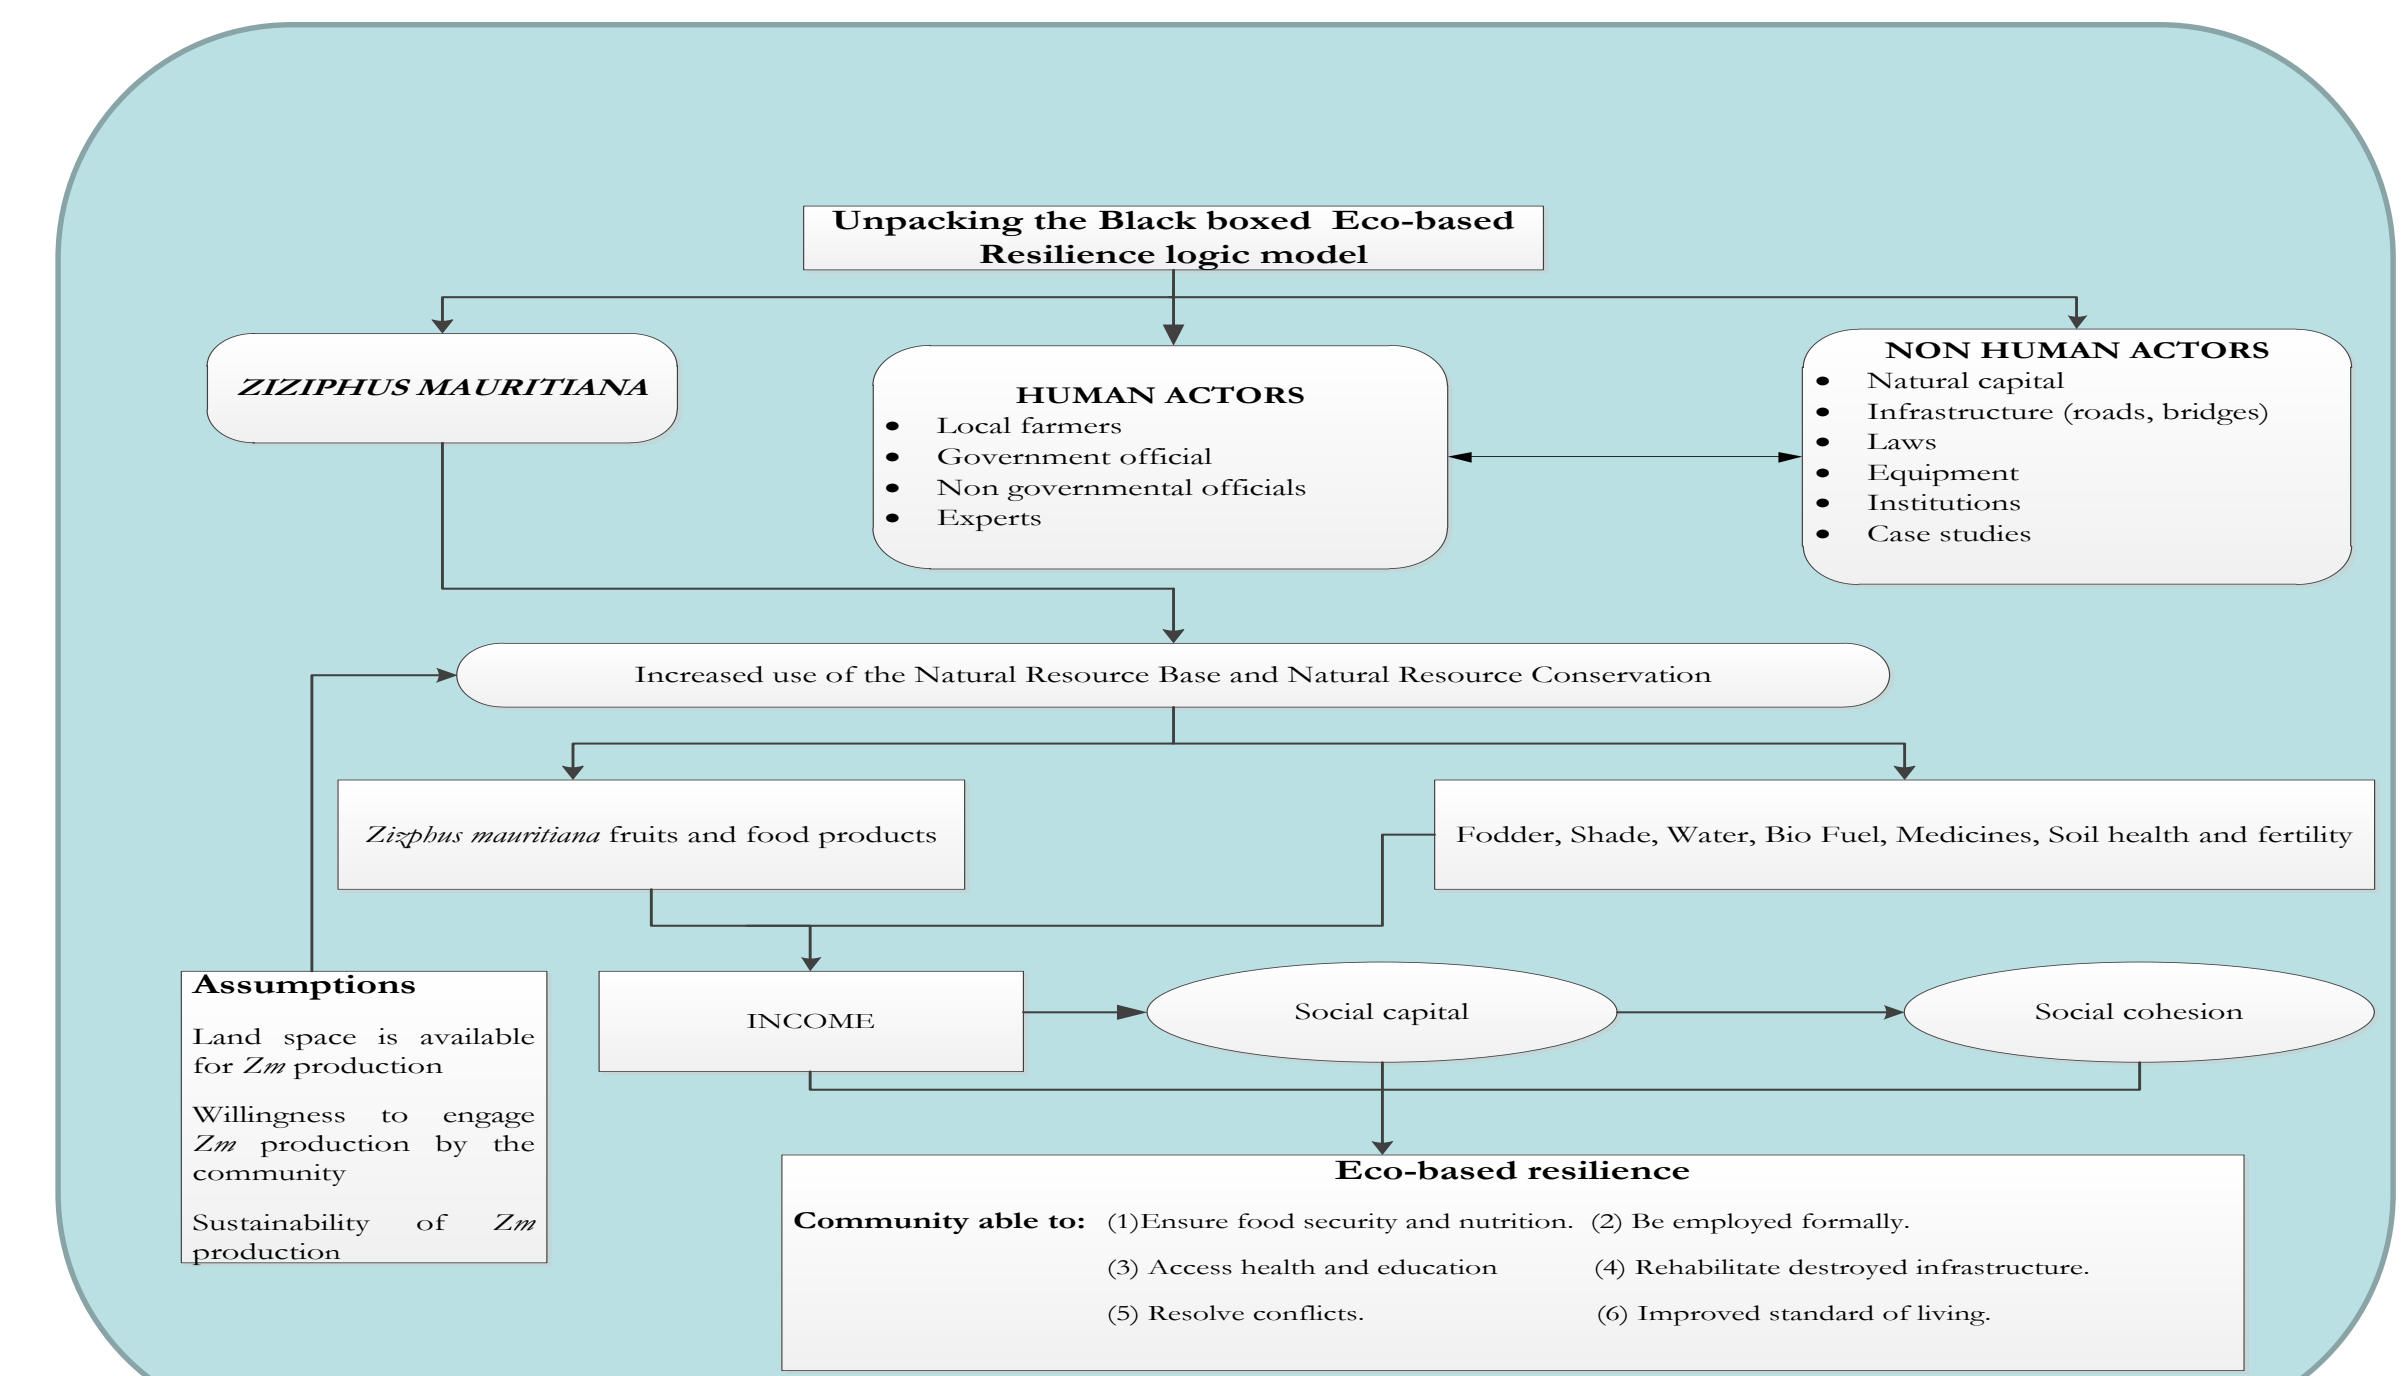 Unpacking the Black boxed Eco-based
Resilience logic model
ZIZIPHUS MAURITIANA
HUMAN ACTORS
• Local farmers
• Government official
• Non governmental officials
• Experts
NON HUMAN ACTORS
• Natural capital
• Infrastructure (roads, bridges)
• Laws
• Equipment
• Institutions
• Case studies
Increased use of the Natural Resource Base and Natural Resource Conservation
Zizphus mauritiana fruits and food products
Fodder, Shade, Water, Bio Fuel, Medicines, Soil health and fertility
Assumptions
Land space is available
for Zm production
Willingness to engage
Zm production by the
community
Sustainability of Zm
production
INCOME
Social capital
Social cohesion
Eco-based resilience
Community able to: (1)Ensure food security and nutrition. (2) Be employed formally.
(3) Access health and education (4) Rehabilitate destroyed infrastructure.
(5) Resolve conflicts. (6) Improved standard of living.